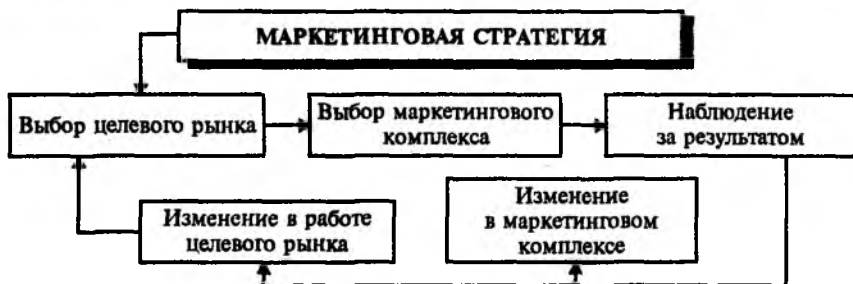 МАРКЕТИНГОВАЯ СТРАТЕГИЯ
Выбор целевого рынка
Выбор маркетингового
комплекса
Наблюдение
за результатом
Изменение в работе
целевого рынка
Изменение
в маркетинговом
комплексе